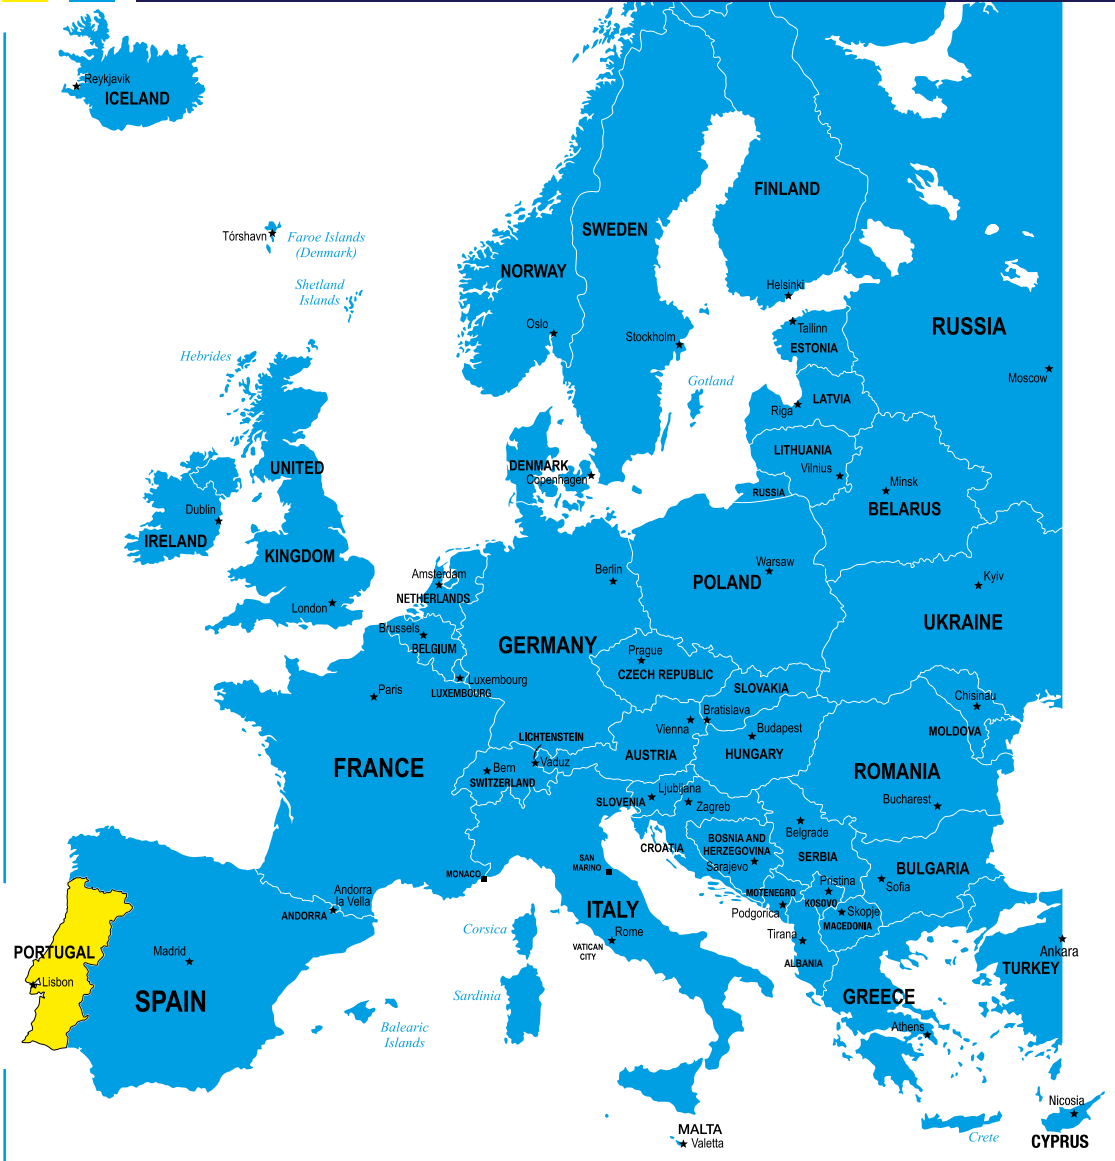 Reykjavik
ICELAND
FINLAND
SWEDEN
Tórshavn
Faroe Islands
(Denmark)
NORWAY
Shetland
Islands
Helsinki
Oslo
Tallinn
RUSSIA
Stockholm
ESTONIA
Hebrides
Moscow
Gotland
LATVIA
Riga
LITHUANIA
UNITED
DENMARK
Vilnius
Copenhagen
Minsk
RUSSIA
Dublin
BELARUS
IRELAND
KINGDOM
Warsaw
Berlin
Amsterdam
Kyiv
POLAND
NETHERLANDS
London
UKRAINE
Brussels
GERMANY
BELGIUM
Prague
CZECH REPUBLIC
Luxembourg
SLOVAKIA
Paris
LUXEMBOURG
Chisinau
Bratislava
Vienna
Budapest
MOLDOVA
LICHTENSTEIN
AUSTRIA
HUNGARY
Vaduz
FRANCE
Bern
ROMANIA
SWITZERLAND
Ljubljana
SLOVENIA
Zagreb
Bucharest
Belgrade
BOSNIA AND
HERZEGOVINA
CROATIA
SERBIA
SAN
MARINO
Sarajevo
BULGARIA
MONACO
Pristina
Sofia
Andorra
la Vella
MOTENEGRO
KOSOVO
ITALY
Podgorica
Skopje
ANDORRA
MACEDONIA
Corsica
Rome
Tirana
VATICAN
CITY
PORTUGAL
Madrid
Ankara
ALBANIA
TURKEY
Lisbon
Sardinia
GREECE
SPAIN
Balearic
Islands
Athens
Nicosia
MALTA
Valetta
Crete
CYPRUS